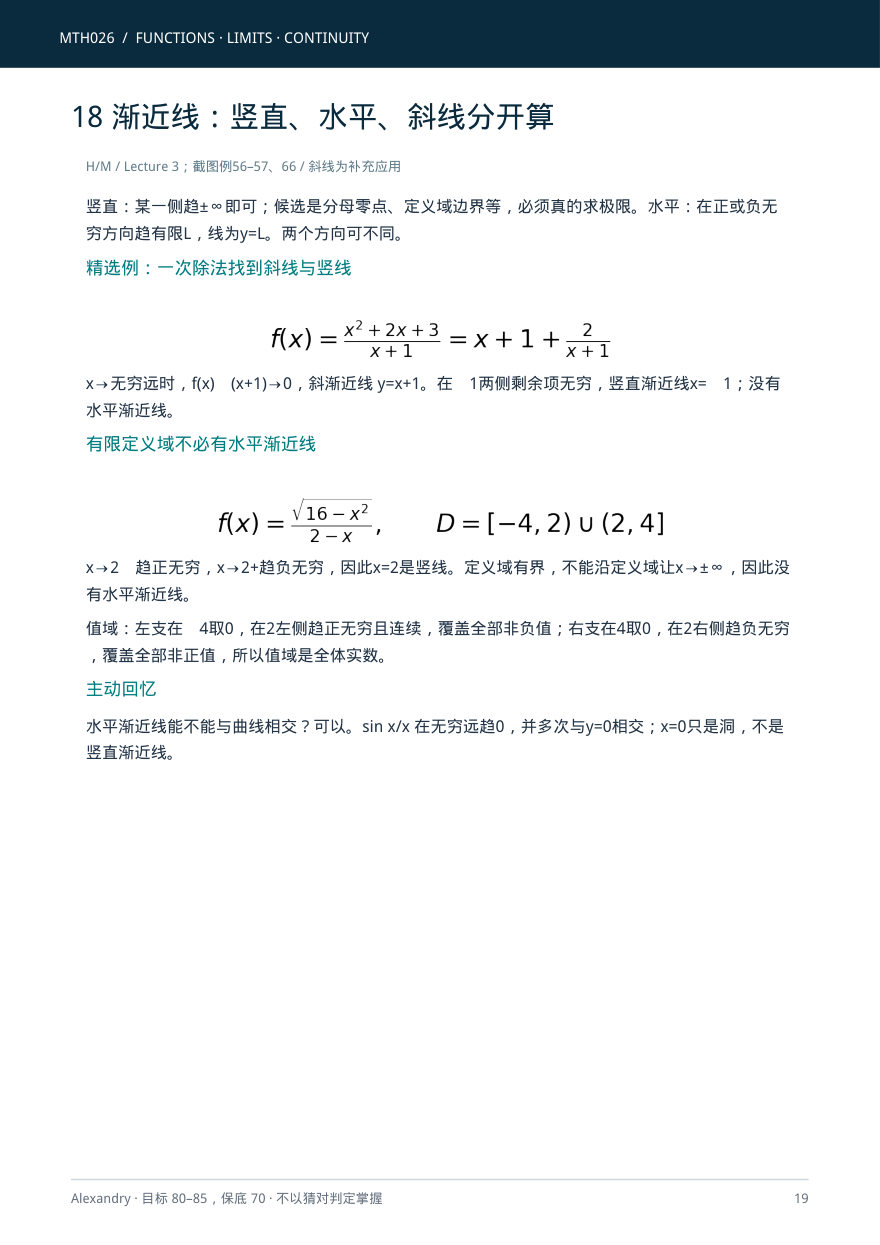 MTH026 / FUNCTIONS · LIMITS · CONTINUITY
18 渐近线：竖直、水平、斜线分开算
H/M / Lecture 3；截图例56–57、66 / 斜线为补充应用
竖直：某一侧趋±∞即可；候选是分母零点、定义域边界等，必须真的求极限。水平：在正或负无
穷方向趋有限L，线为y=L。两个方向可不同。
精选例：一次除法找到斜线与竖线
f(x) = \frac{x^2+2x+3}{x+1} = x + 1 + \frac{2}{x+1}
x→无穷远时，f(x) (x+1)→0，斜渐近线 y=x+1。在 1两侧剩余项无穷，竖直渐近线x= 1；没有
水平渐近线。
有限定义域不必有水平渐近线
f(x) = \frac{\sqrt{16-x^2}}{2-x}, D = [−4, 2) ∪ (2, 4]
x→2 趋正无穷，x→2+趋负无穷，因此x=2是竖线。定义域有界，不能沿定义域让x→±∞，因此没
有水平渐近线。
值域：左支在 4取0，在2左侧趋正无穷且连续，覆盖全部非负值；右支在4取0，在2右侧趋负无穷
，覆盖全部非正值，所以值域是全体实数。
主动回忆
水平渐近线能不能与曲线相交？可以。sin x/x 在无穷远趋0，并多次与y=0相交；x=0只是洞，不是
竖直渐近线。
Alexandry · 目标 80–85，保底 70 · 不以猜对判定掌握
19